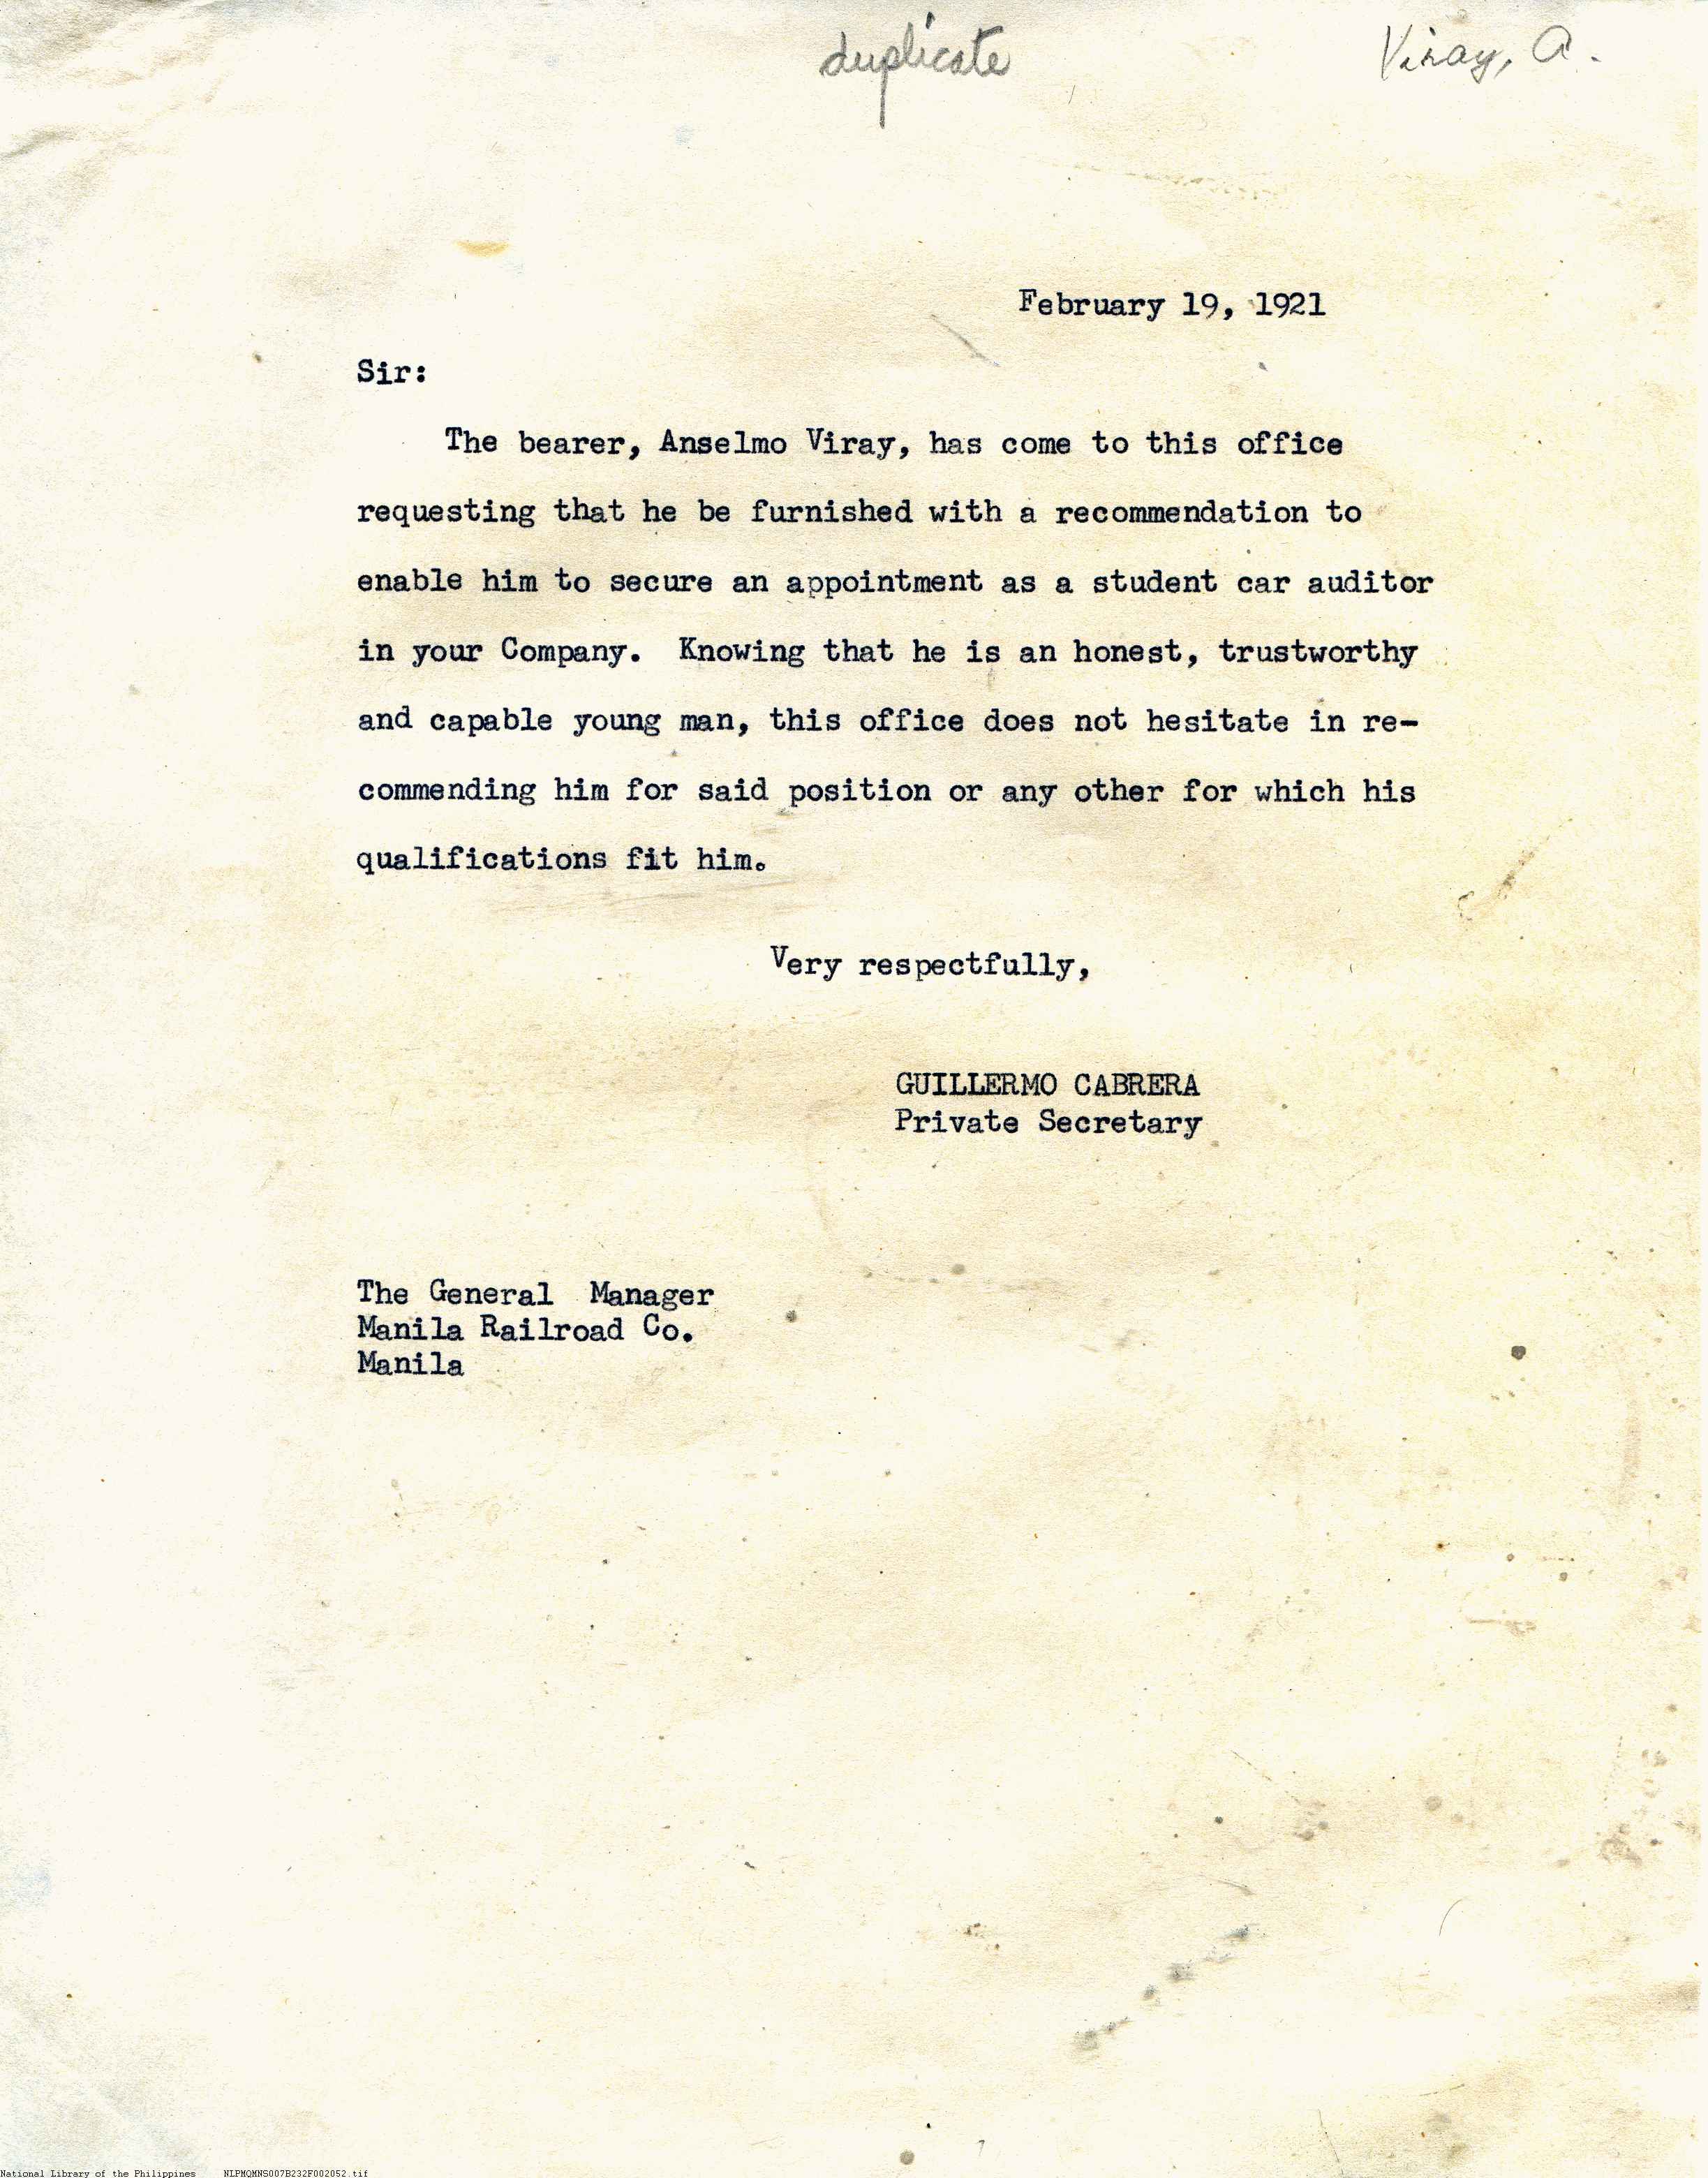 duplicate
Viray, A.
February 19, 1921
Sir:
The bearer, Anselmo Viray, has come to this office
requesting that he be furnished with a recommendation to
enable him to secure an appointment as a student car auditor
in your Company. Knowing that he is an honest, trustworthy
and capable young man, this office does not hesitate in re-
commending him for said position or any other for which his
qualifications fit him.
Very respectfully,
GUILLERMO CABRERA
Private Secretary
The General Manager
Manila Railroad Co.
Manila
National Library of the Philippines NLPMQMNS007B232F002052.tif